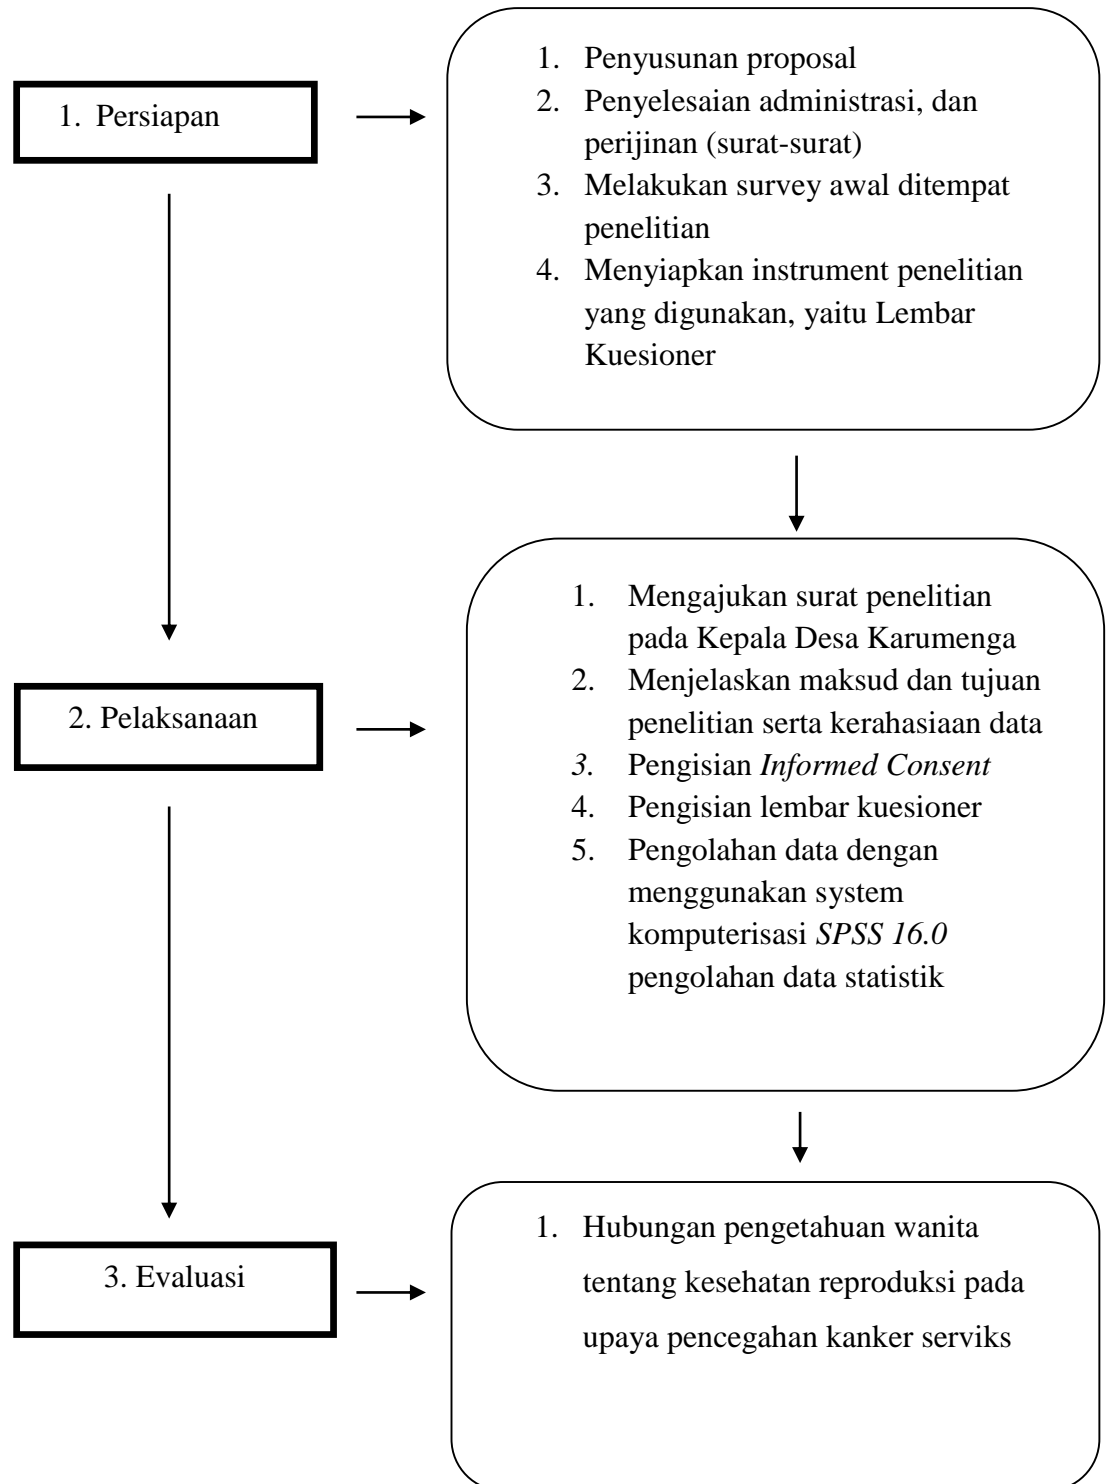 1. Persiapan
1. Penyusunan proposal
2. Penyelesaian administrasi, dan
perijinan (surat-surat)
3. Melakukan survey awal ditempat
penelitian
4. Menyiapkan instrument penelitian
yang digunakan, yaitu Lembar
Kuesioner
2. Pelaksanaan
1. Mengajukan surat penelitian
pada Kepala Desa Karumenga
2. Menjelaskan maksud dan tujuan
penelitian serta kerahasiaan data
3. Pengisian Informed Consent
4. Pengisian lembar kuesioner
5. Pengolahan data dengan
menggunakan system
komputerisasi SPSS 16.0
pengolahan data statistik
3. Evaluasi
1. Hubungan pengetahuan wanita
tentang kesehatan reproduksi pada
upaya pencegahan kanker serviks